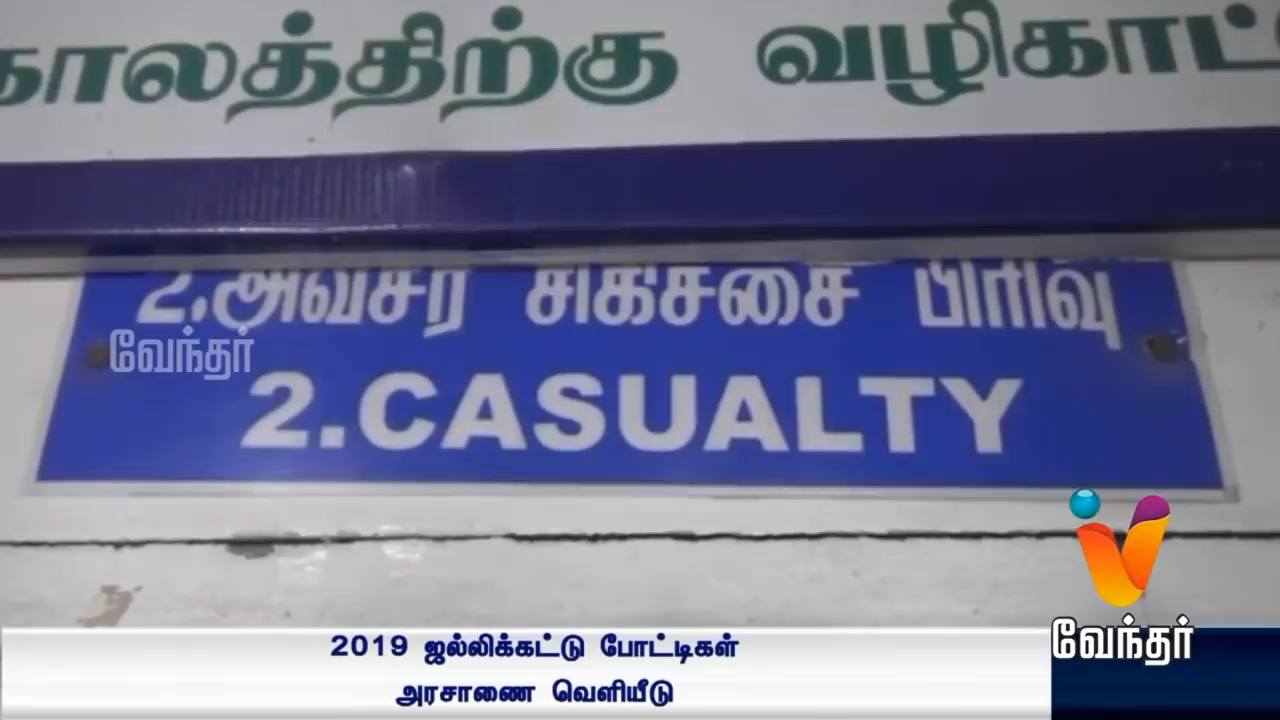 காலத்திற்கு வழிகாட்
2.அவசர சிகிச்சை பிரிவு
வேந்தர்
2.CASUALTY
வேந்தர்
2019 ஜல்லிக்கட்டு போட்டிகள்
அரசாணை வெளியீடு